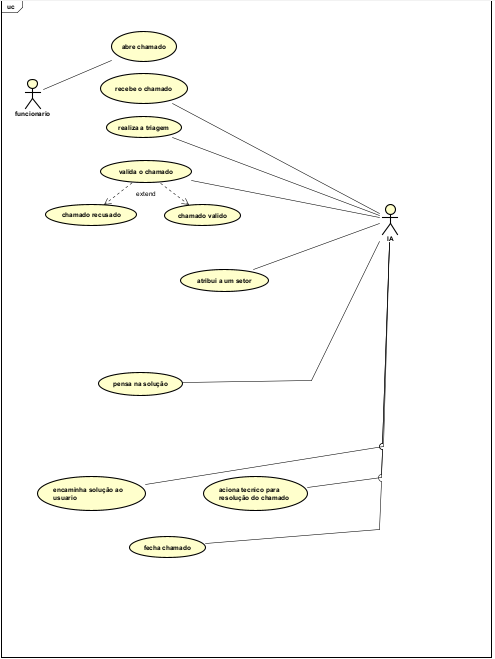 uc
abre chamado
recebe o chamado
funcionario
realiza a triagem
valida o chamado
extend
chamado recusado
chamado valido
IA
atribui a um setor
pensa na solução
encaminha solução ao
usuario
aciona tecnico para
resolução do chamado
fecha chamado